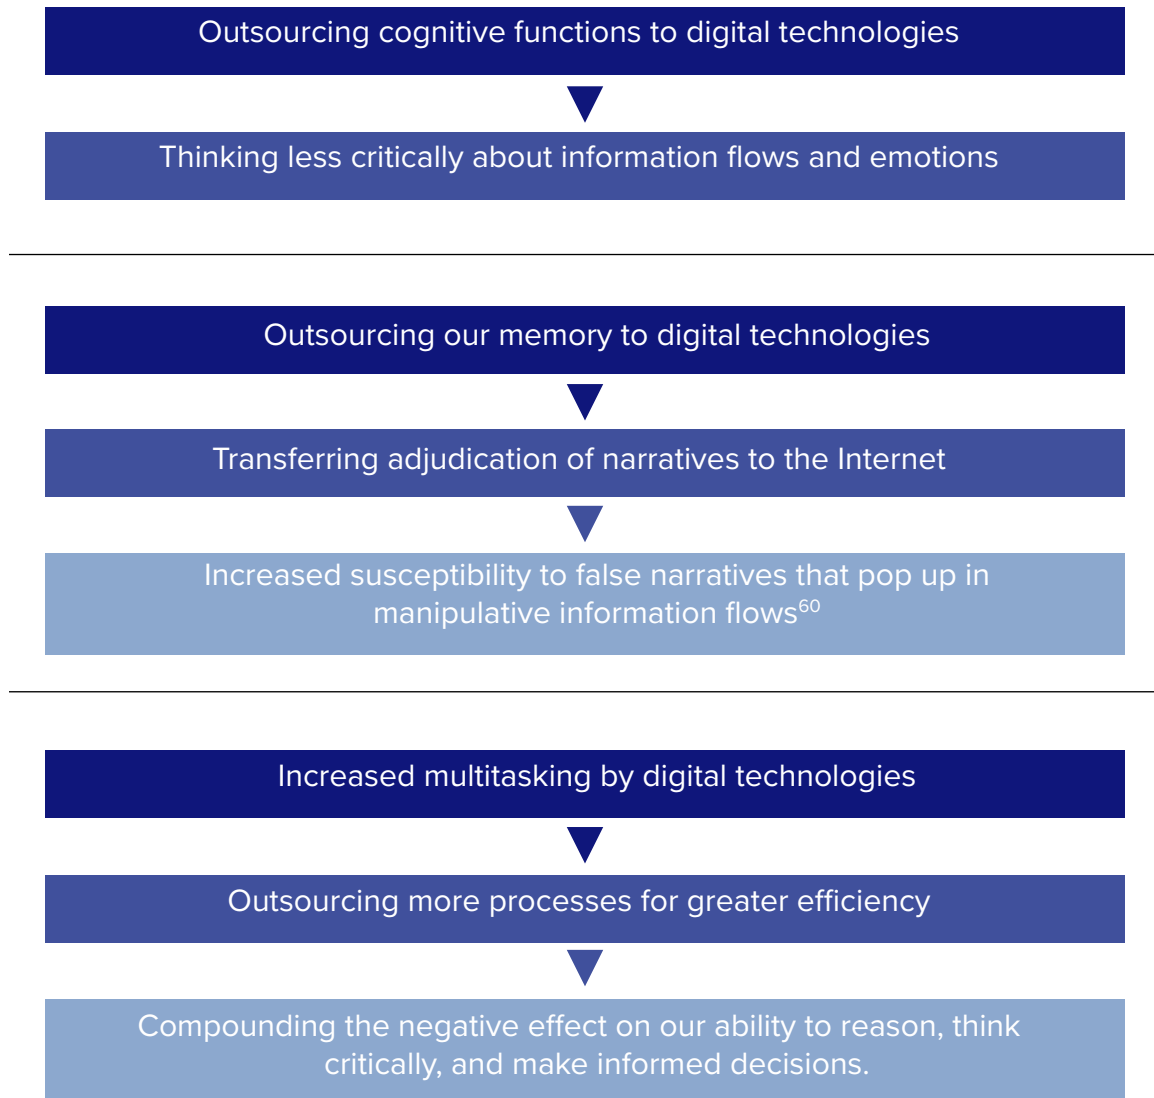 Outsourcing cognitive functions to digital technologies
Thinking less critically about information flows and emotions
Outsourcing our memory to digital technologies
Transferring adjudication of narratives to the Internet
Increased susceptibility to false narratives that pop up in
manipulative information flows⁶⁰
Increased multitasking by digital technologies
Outsourcing more processes for greater efficiency
Compounding the negative effect on our ability to reason, think
critically, and make informed decisions.